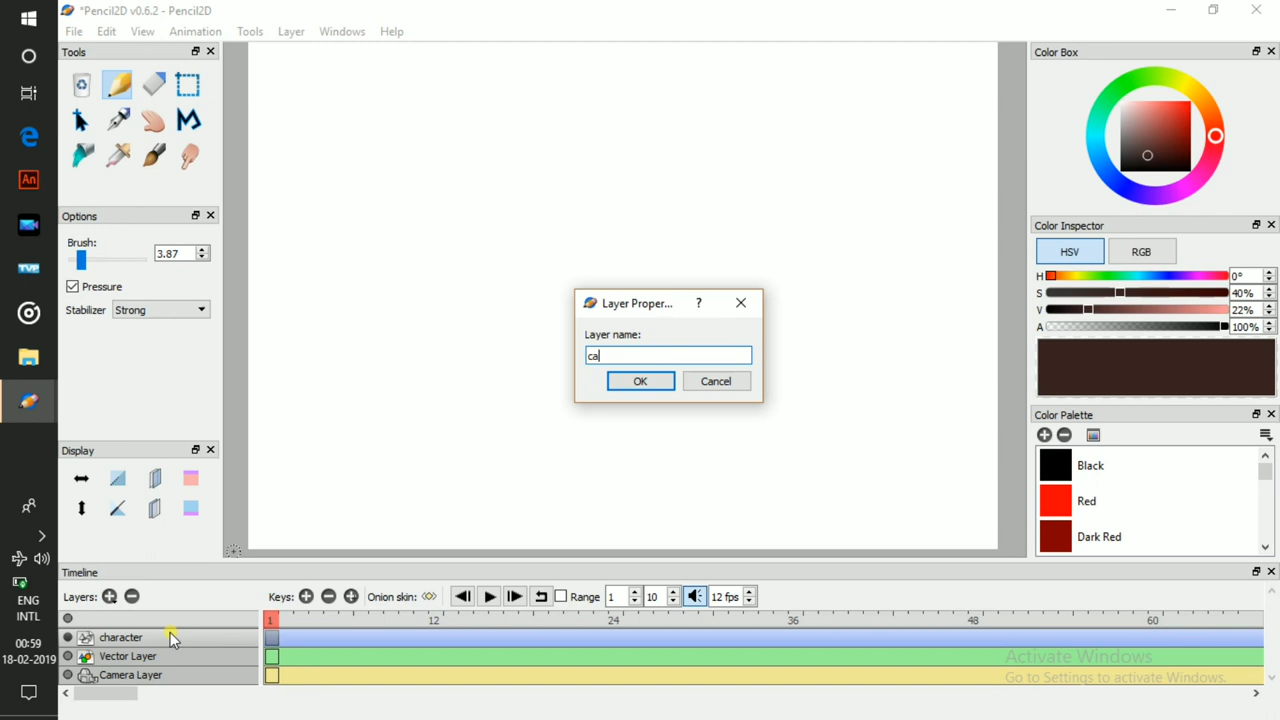 *Pencil2D v0.6.2 - Pencil2D
File Edit View Animation Tools Layer Windows Help
Tools
Options
Brush:
3.87
Pressure
Stabilizer Strong
Display
Layer Proper... ?
Layer name:
ca
OK Cancel
Color Box
Color Inspector
HSV RGB
H 0°
S 40%
V 22%
A 100%
Color Palette
Black
Red
Dark Red
Timeline
Layers: Keys: Onion skin: Range 1 10 12 fps
1 12 24 36 48 60
character
Vector Layer
Camera Layer
Activate Windows
Go to Settings to activate Windows.
An
TVP
ENG
INTL
00:59
18-02-2019